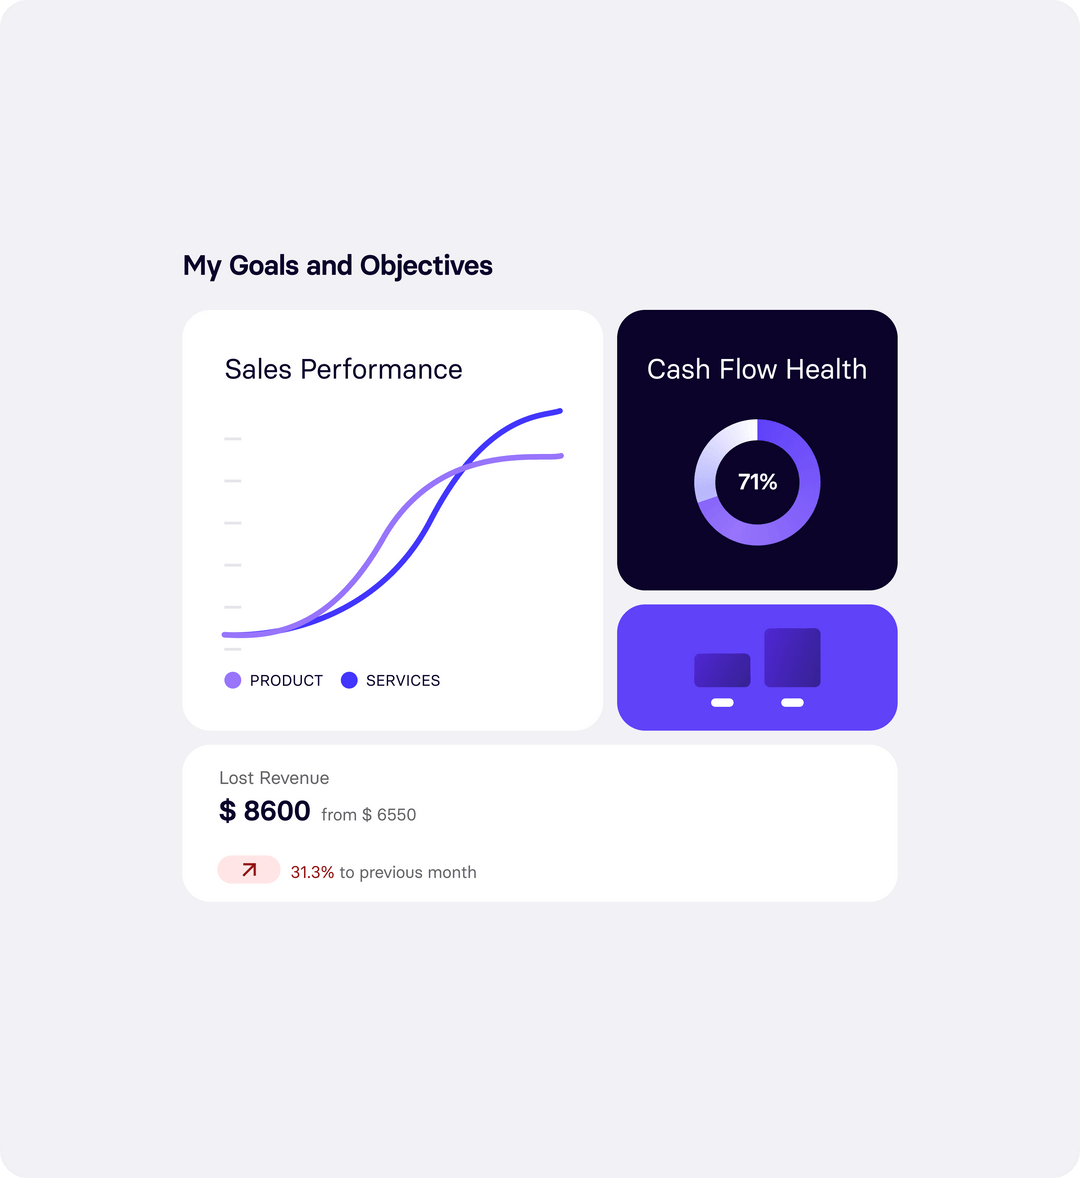 My Goals and Objectives
Sales Performance
PRODUCT SERVICES
Cash Flow Health
71%
Lost Revenue
$ 8600 from $ 6550
31.3% to previous month